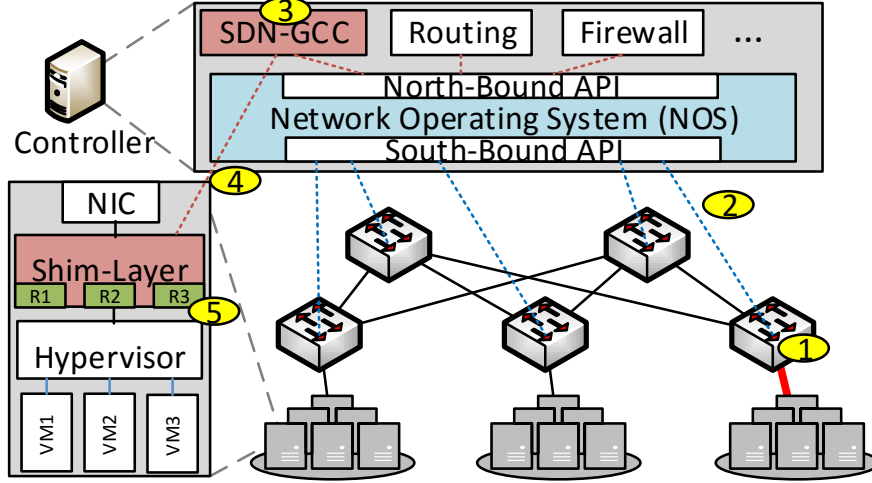 3
SDN-GCC
Routing
Firewall
...
North-Bound API
Network Operating System (NOS)
South-Bound API
Controller
4
2
NIC
Shim-Layer
R1
R2
R3
5
Hypervisor
VM1
VM2
VM3
1